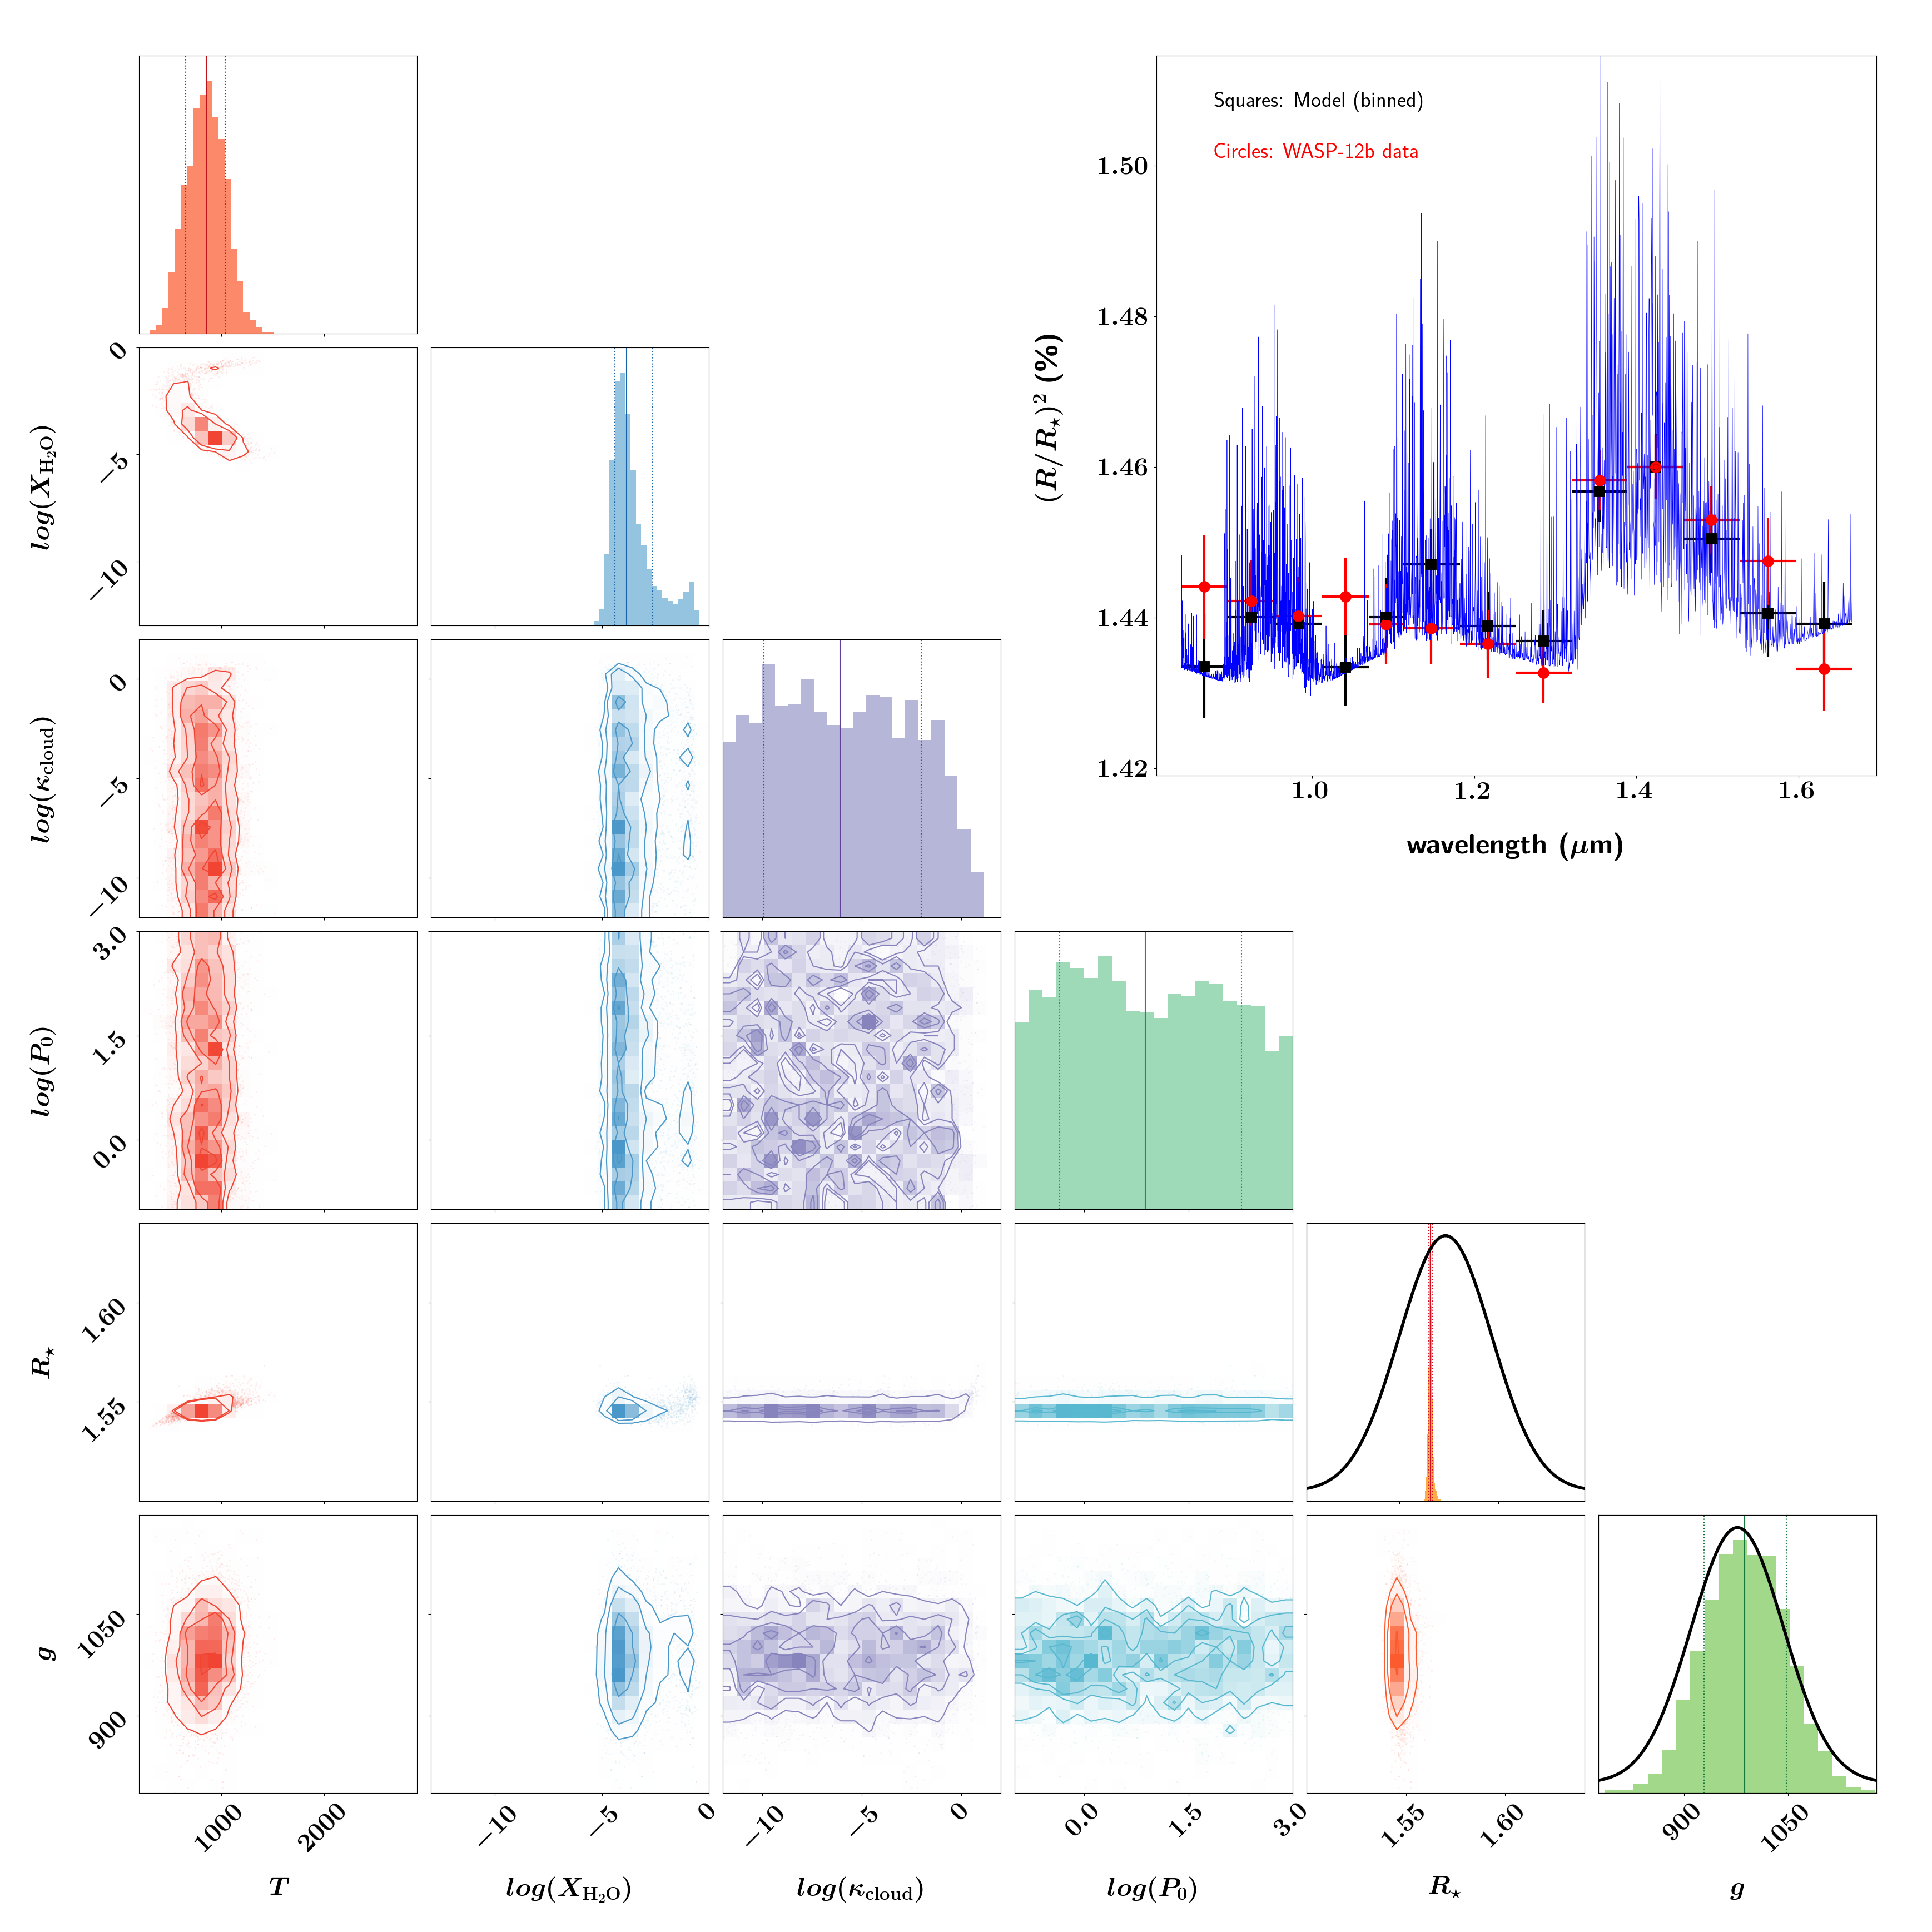 Squares: Model (binned)
Circles: WASP-12b data
1.50
1.48
1.46
1.44
1.42
(R/R⋆)² (%)
1.0 1.2 1.4 1.6
wavelength (μm)
0
−5
−10
log(X_H₂O)
0
−5
−10
log(κ_cloud)
3.0
1.5
0.0
log(P₀)
1.60
1.55
R⋆
1050
900
g
1000 2000 −10 −5 0 −10 −5 0 0.0 1.5 3.0 1.55 1.60 900 1050
T log(X_H₂O) log(κ_cloud) log(P₀) R⋆ g